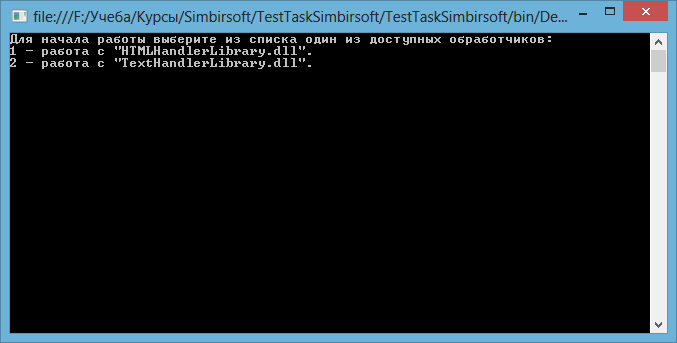 file:///F:/Учеба/Курсы/Simbirsoft/TestTaskSimbirsoft/TestTaskSimbirsoft/bin/De...
Для начала работы выберите из списка один из доступных обработчиков:
1 - работа с "HTMLHandlerLibrary.dll".
2 - работа с "TextHandlerLibrary.dll".